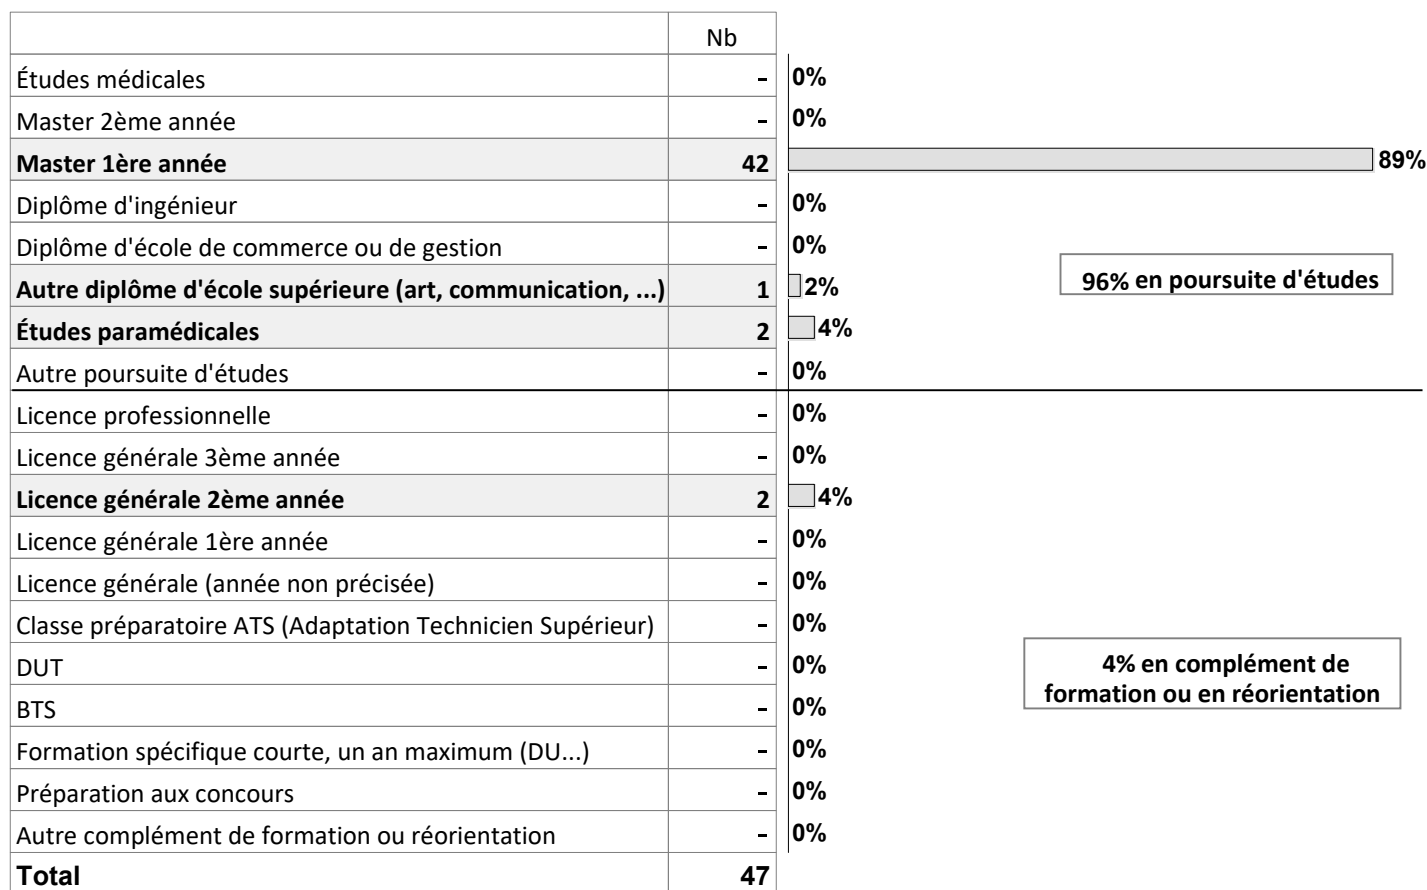 Nb
Études médicales - 0%
Master 2ème année - 0%
Master 1ère année 42 89%
Diplôme d'ingénieur - 0%
Diplôme d'école de commerce ou de gestion - 0%
Autre diplôme d'école supérieure (art, communication, ...) 1 2%
96% en poursuite d'études
Études paramédicales 2 4%
Autre poursuite d'études - 0%
Licence professionnelle - 0%
Licence générale 3ème année - 0%
Licence générale 2ème année 2 4%
Licence générale 1ère année - 0%
Licence générale (année non précisée) - 0%
Classe préparatoire ATS (Adaptation Technicien Supérieur) - 0%
DUT - 0%
4% en complément de
formation ou en réorientation
BTS - 0%
Formation spécifique courte, un an maximum (DU...) - 0%
Préparation aux concours - 0%
Autre complément de formation ou réorientation - 0%
Total 47